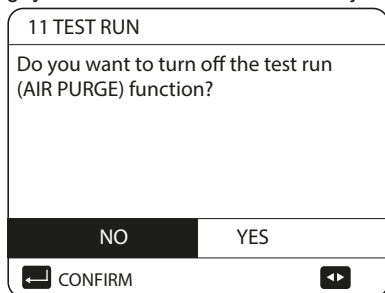 11 TEST RUN
Do you want to turn off the test run
(AIR PURGE) function?
NO YES
CONFIRM